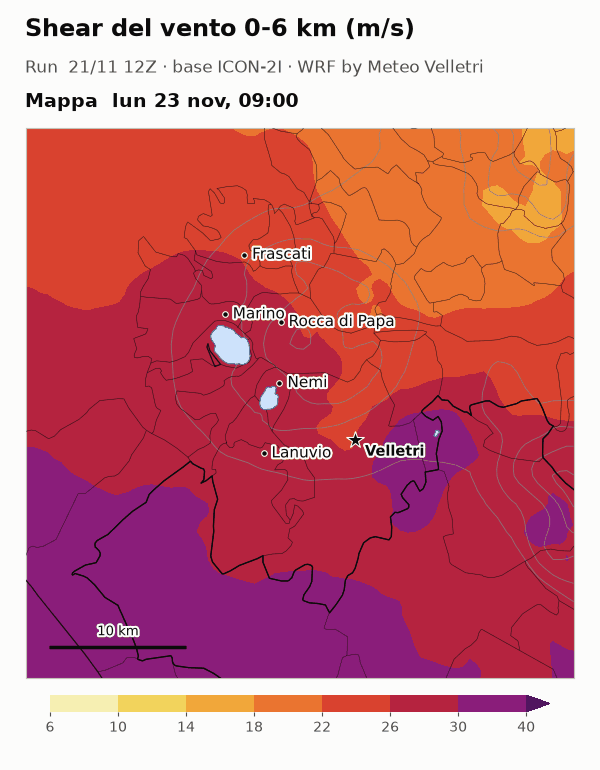 Shear del vento 0-6 km (m/s)
Run  21/11 12Z · base ICON-2I · WRF by Meteo Velletri
Mappa  lun 23 nov, 09:00
Frascati
Marino
Rocca di Papa
Nemi
Velletri
Lanuvio
10 km
6 10 14 18 22 26 30 40